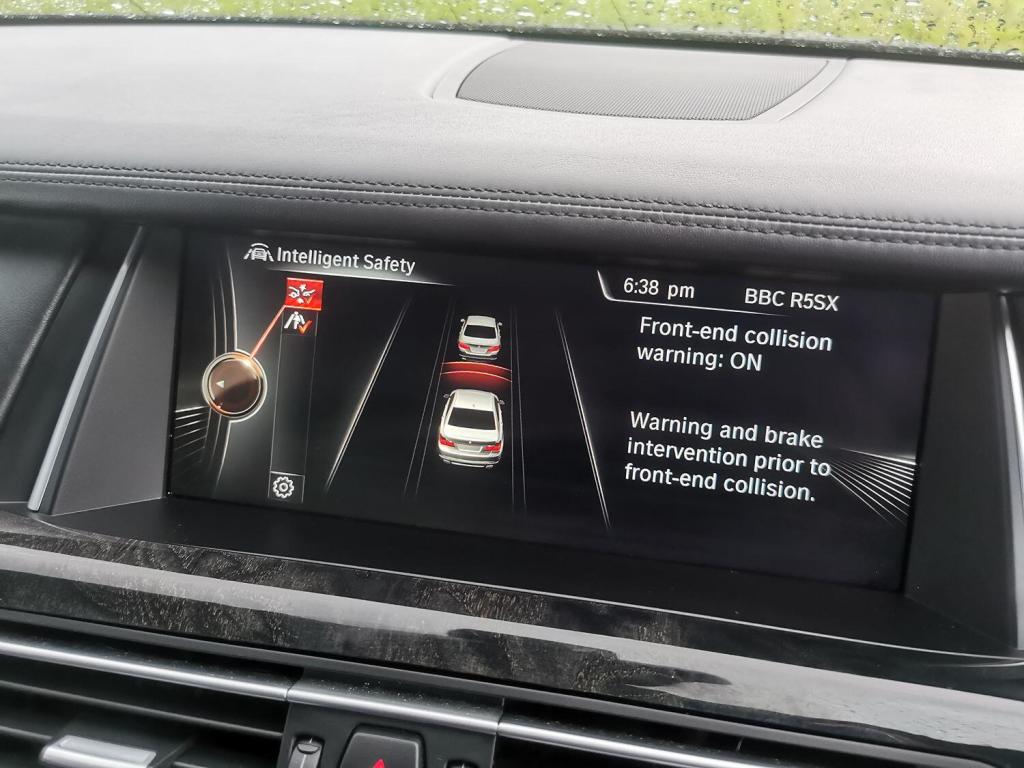 Intelligent Safety
6:38 pm
BBC R5SX
Front-end collision
warning: ON
Warning and brake
intervention prior to
front-end collision.